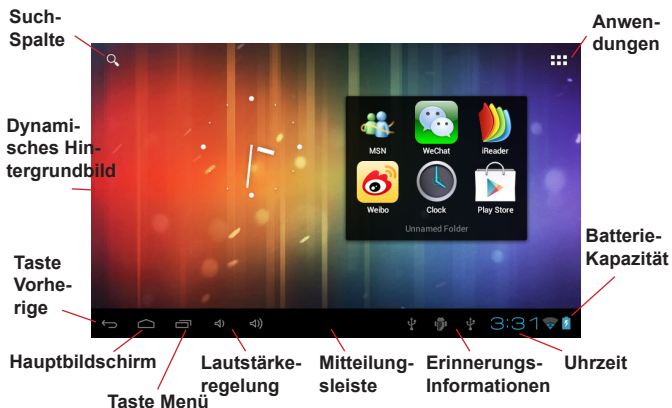 Such-
Spalte
Anwen-
dungen
Dynami-
sches Hin-
tergrundbild
MSN
WeChat
iReader
Weibo
Clock
Play Store
Unnamed Folder
Batterie-
Kapazität
Taste
Vorhe-
rige
3:31
Hauptbildschirm
Taste Menü
Lautstärke-
regelung
Mitteilung-
sleiste
Erinnerungs-
Informationen
Uhrzeit